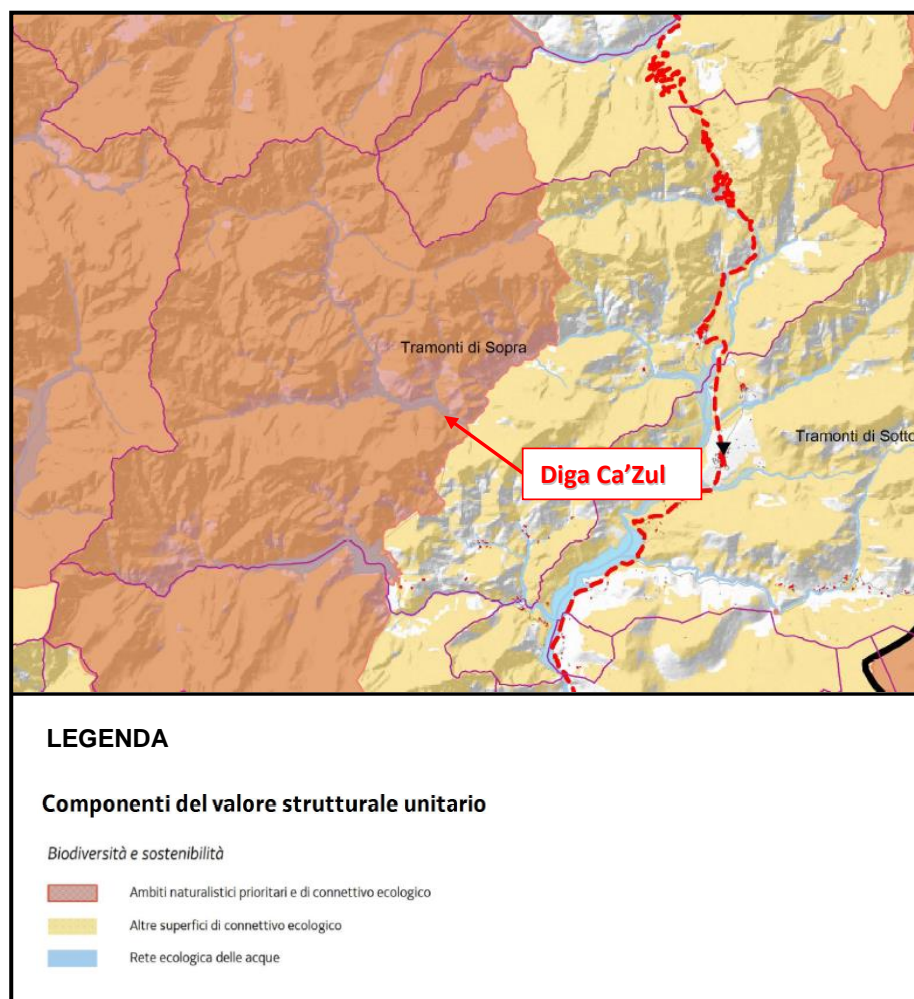 Tramonti di Sopra
Tramonti di Sotto
Diga Ca'Zul
LEGENDA
Componenti del valore strutturale unitario
Biodiversità e sostenibilità
Ambiti naturalistici prioritari e di connettivo ecologico
Altre superfici di connettivo ecologico
Rete ecologica delle acque